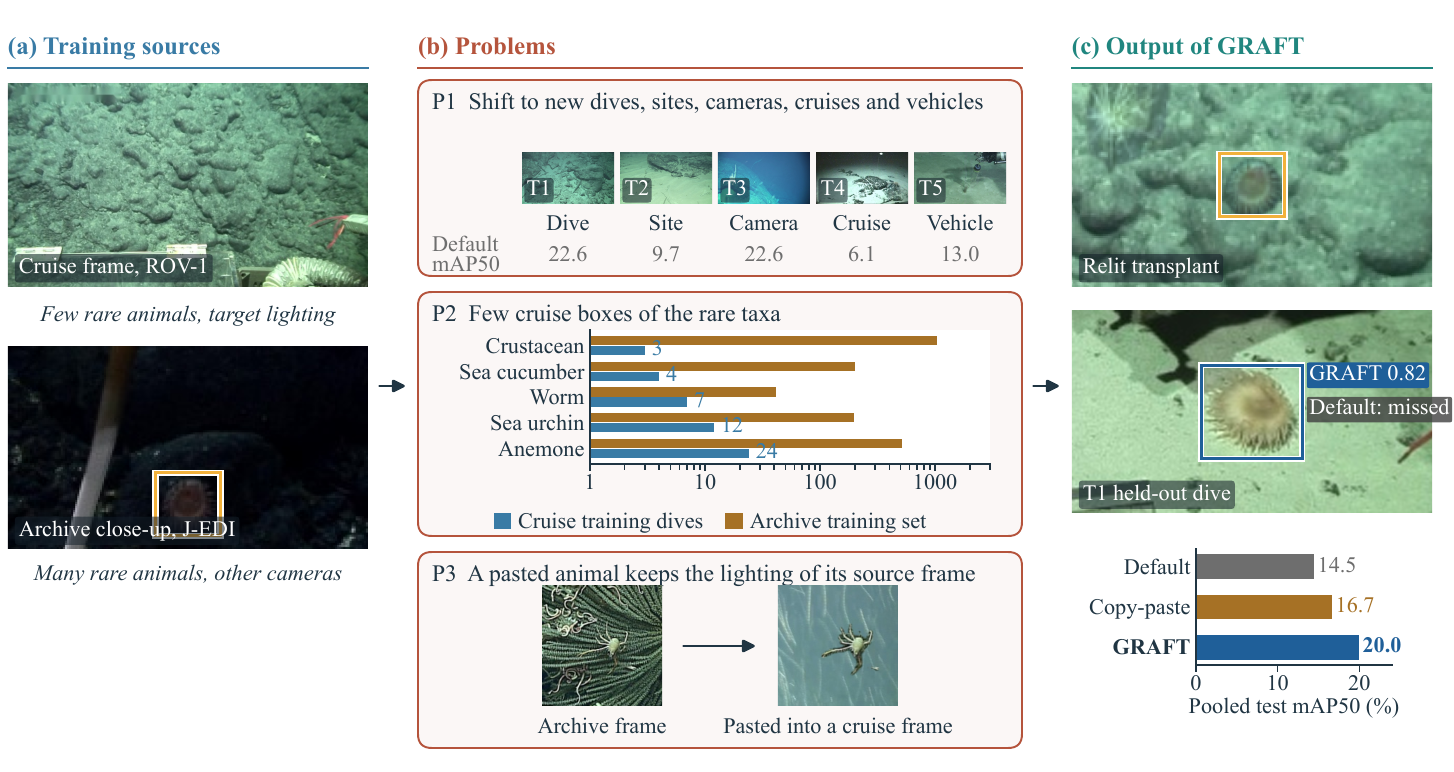 (a) Training sources
Cruise frame, ROV-1
Few rare animals, target lighting
Archive close-up, J-EDI
Many rare animals, other cameras
(b) Problems
P1 Shift to new dives, sites, cameras, cruises and vehicles
T1 T2 T3 T4 T5
Dive Site Camera Cruise Vehicle
Default
mAP50
22.6 9.7 22.6 6.1 13.0
P2 Few cruise boxes of the rare taxa
Crustacean 3
Sea cucumber 4
Worm 7
Sea urchin 12
Anemone 24
1 10 100 1000
Cruise training dives Archive training set
P3 A pasted animal keeps the lighting of its source frame
Archive frame Pasted into a cruise frame
(c) Output of GRAFT
Relit transplant
GRAFT 0.82
Default: missed
T1 held-out dive
Default 14.5
Copy-paste 16.7
GRAFT 20.0
0 10 20
Pooled test mAP50 (%)